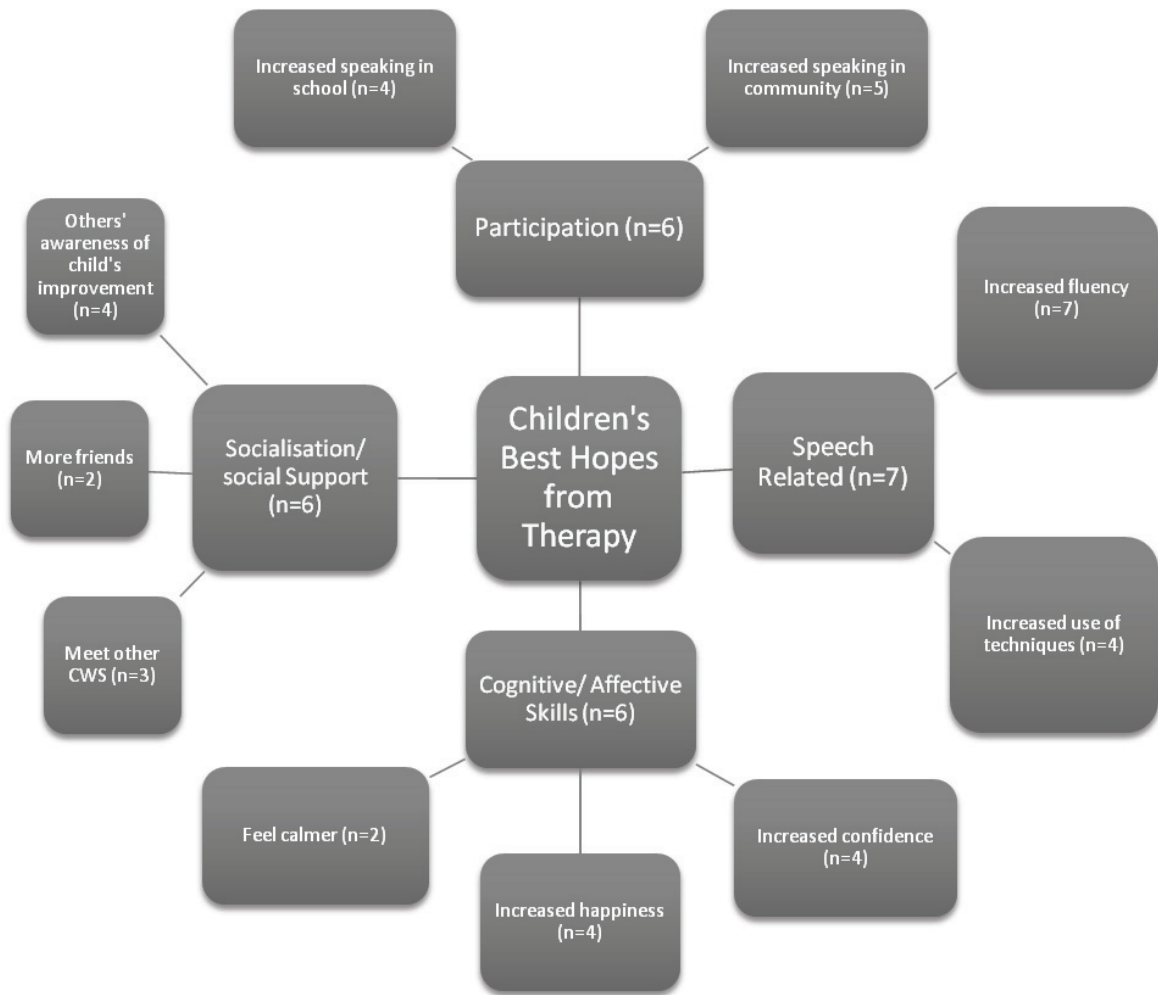 Increased speaking in
school (n=4)
Increased speaking in
community (n=5)
Participation (n=6)
Others'
awareness of
child's
improvement
(n=4)
Increased fluency
(n=7)
More friends
(n=2)
Socialisation/
social Support
(n=6)
Children's
Best Hopes
from
Therapy
Speech
Related (n=7)
Meet other
CWS (n=3)
Increased use of
techniques (n=4)
Cognitive/ Affective
Skills (n=6)
Feel calmer (n=2)
Increased happiness
(n=4)
Increased confidence
(n=4)